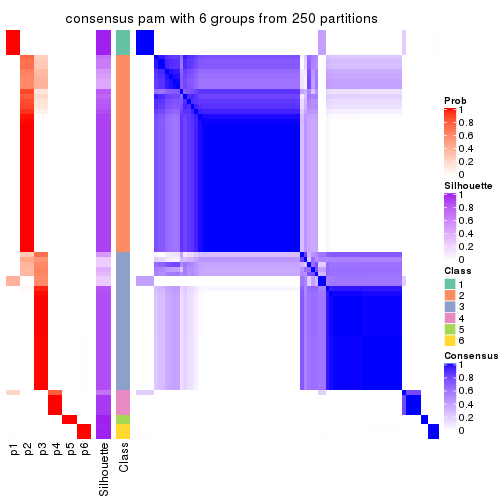 consensus pam with 6 groups from 250 partitions
Prob
1
0.8
0.6
0.4
0.2
0
Silhouette
1
0.8
0.6
0.4
0.2
0
Class
1
2
3
4
5
6
Consensus
1
0.8
0.6
0.4
0.2
0
p1
p2
p3
p4
p5
p6
Silhouette
Class